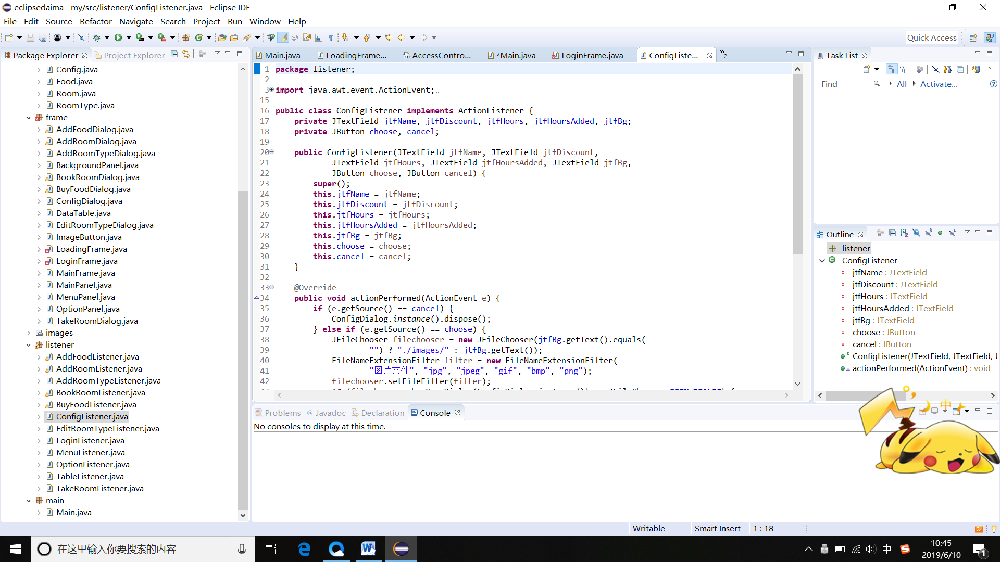 eclipsedaima - my/src/listener/ConfigListener.java - Eclipse IDE
File Edit Source Refactor Navigate Search Project Run Window Help
Quick Access
Package Explorer
Project Explorer
Config.java
Food.java
Room.java
RoomType.java
frame
AddFoodDialog.java
AddRoomDialog.java
AddRoomTypeDialog.java
BackgroundPanel.java
BookRoomDialog.java
BuyFoodDialog.java
ConfigDialog.java
DataTable.java
EditRoomTypeDialog.java
ImageButton.java
LoadingFrame.java
LoginFrame.java
MainFrame.java
MainPanel.java
MenuPanel.java
OptionPanel.java
TakeRoomDialog.java
images
listener
AddFoodListener.java
AddRoomListener.java
AddRoomTypeListener.java
BookRoomListener.java
BuyFoodListener.java
ConfigListener.java
EditRoomTypeListener.java
LoginListener.java
MenuListener.java
OptionListener.java
TableListener.java
TakeRoomListener.java
main
Main.java
Main.java LoadingFrame... AccessContro... *Main.java LoginFrame.java ConfigListe...
1 package listener;
2
3 import java.awt.event.ActionEvent;
15
16 public class ConfigListener implements ActionListener {
17 private JTextField jtfName, jtfDiscount, jtfHours, jtfHoursAdded, jtfBg;
18 private JButton choose, cancel;
19
20 public ConfigListener(JTextField jtfName, JTextField jtfDiscount,
21 JTextField jtfHours, JTextField jtfHoursAdded, JTextField jtfBg,
22 JButton choose, JButton cancel) {
23 super();
24 this.jtfName = jtfName;
25 this.jtfDiscount = jtfDiscount;
26 this.jtfHours = jtfHours;
27 this.jtfHoursAdded = jtfHoursAdded;
28 this.jtfBg = jtfBg;
29 this.choose = choose;
30 this.cancel = cancel;
31 }
32
33 @Override
34 public void actionPerformed(ActionEvent e) {
35 if (e.getSource() == cancel) {
36 ConfigDialog.instance().dispose();
37 } else if (e.getSource() == choose) {
38 JFileChooser filechooser = new JFileChooser(jtfBg.getText().equals(
39 "") ? "./images/" : jtfBg.getText());
40 FileNameExtensionFilter filter = new FileNameExtensionFilter(
41 "图片文件", "jpg", "jpeg", "gif", "bmp", "png");
42 filechooser.setFileFilter(filter);
Problems Javadoc Declaration Console
No consoles to display at this time.
Task List
Find All Activate...
Outline
listener
ConfigListener
jtfName : JTextField
jtfDiscount : JTextField
jtfHours : JTextField
jtfHoursAdded : JTextField
jtfBg : JTextField
choose : JButton
cancel : JButton
ConfigListener(JTextField, JTextField, J
actionPerformed(ActionEvent) : void
中
Writable Smart Insert 1 : 18
在这里输入你要搜索的内容
中
10:45
2019/6/10
1